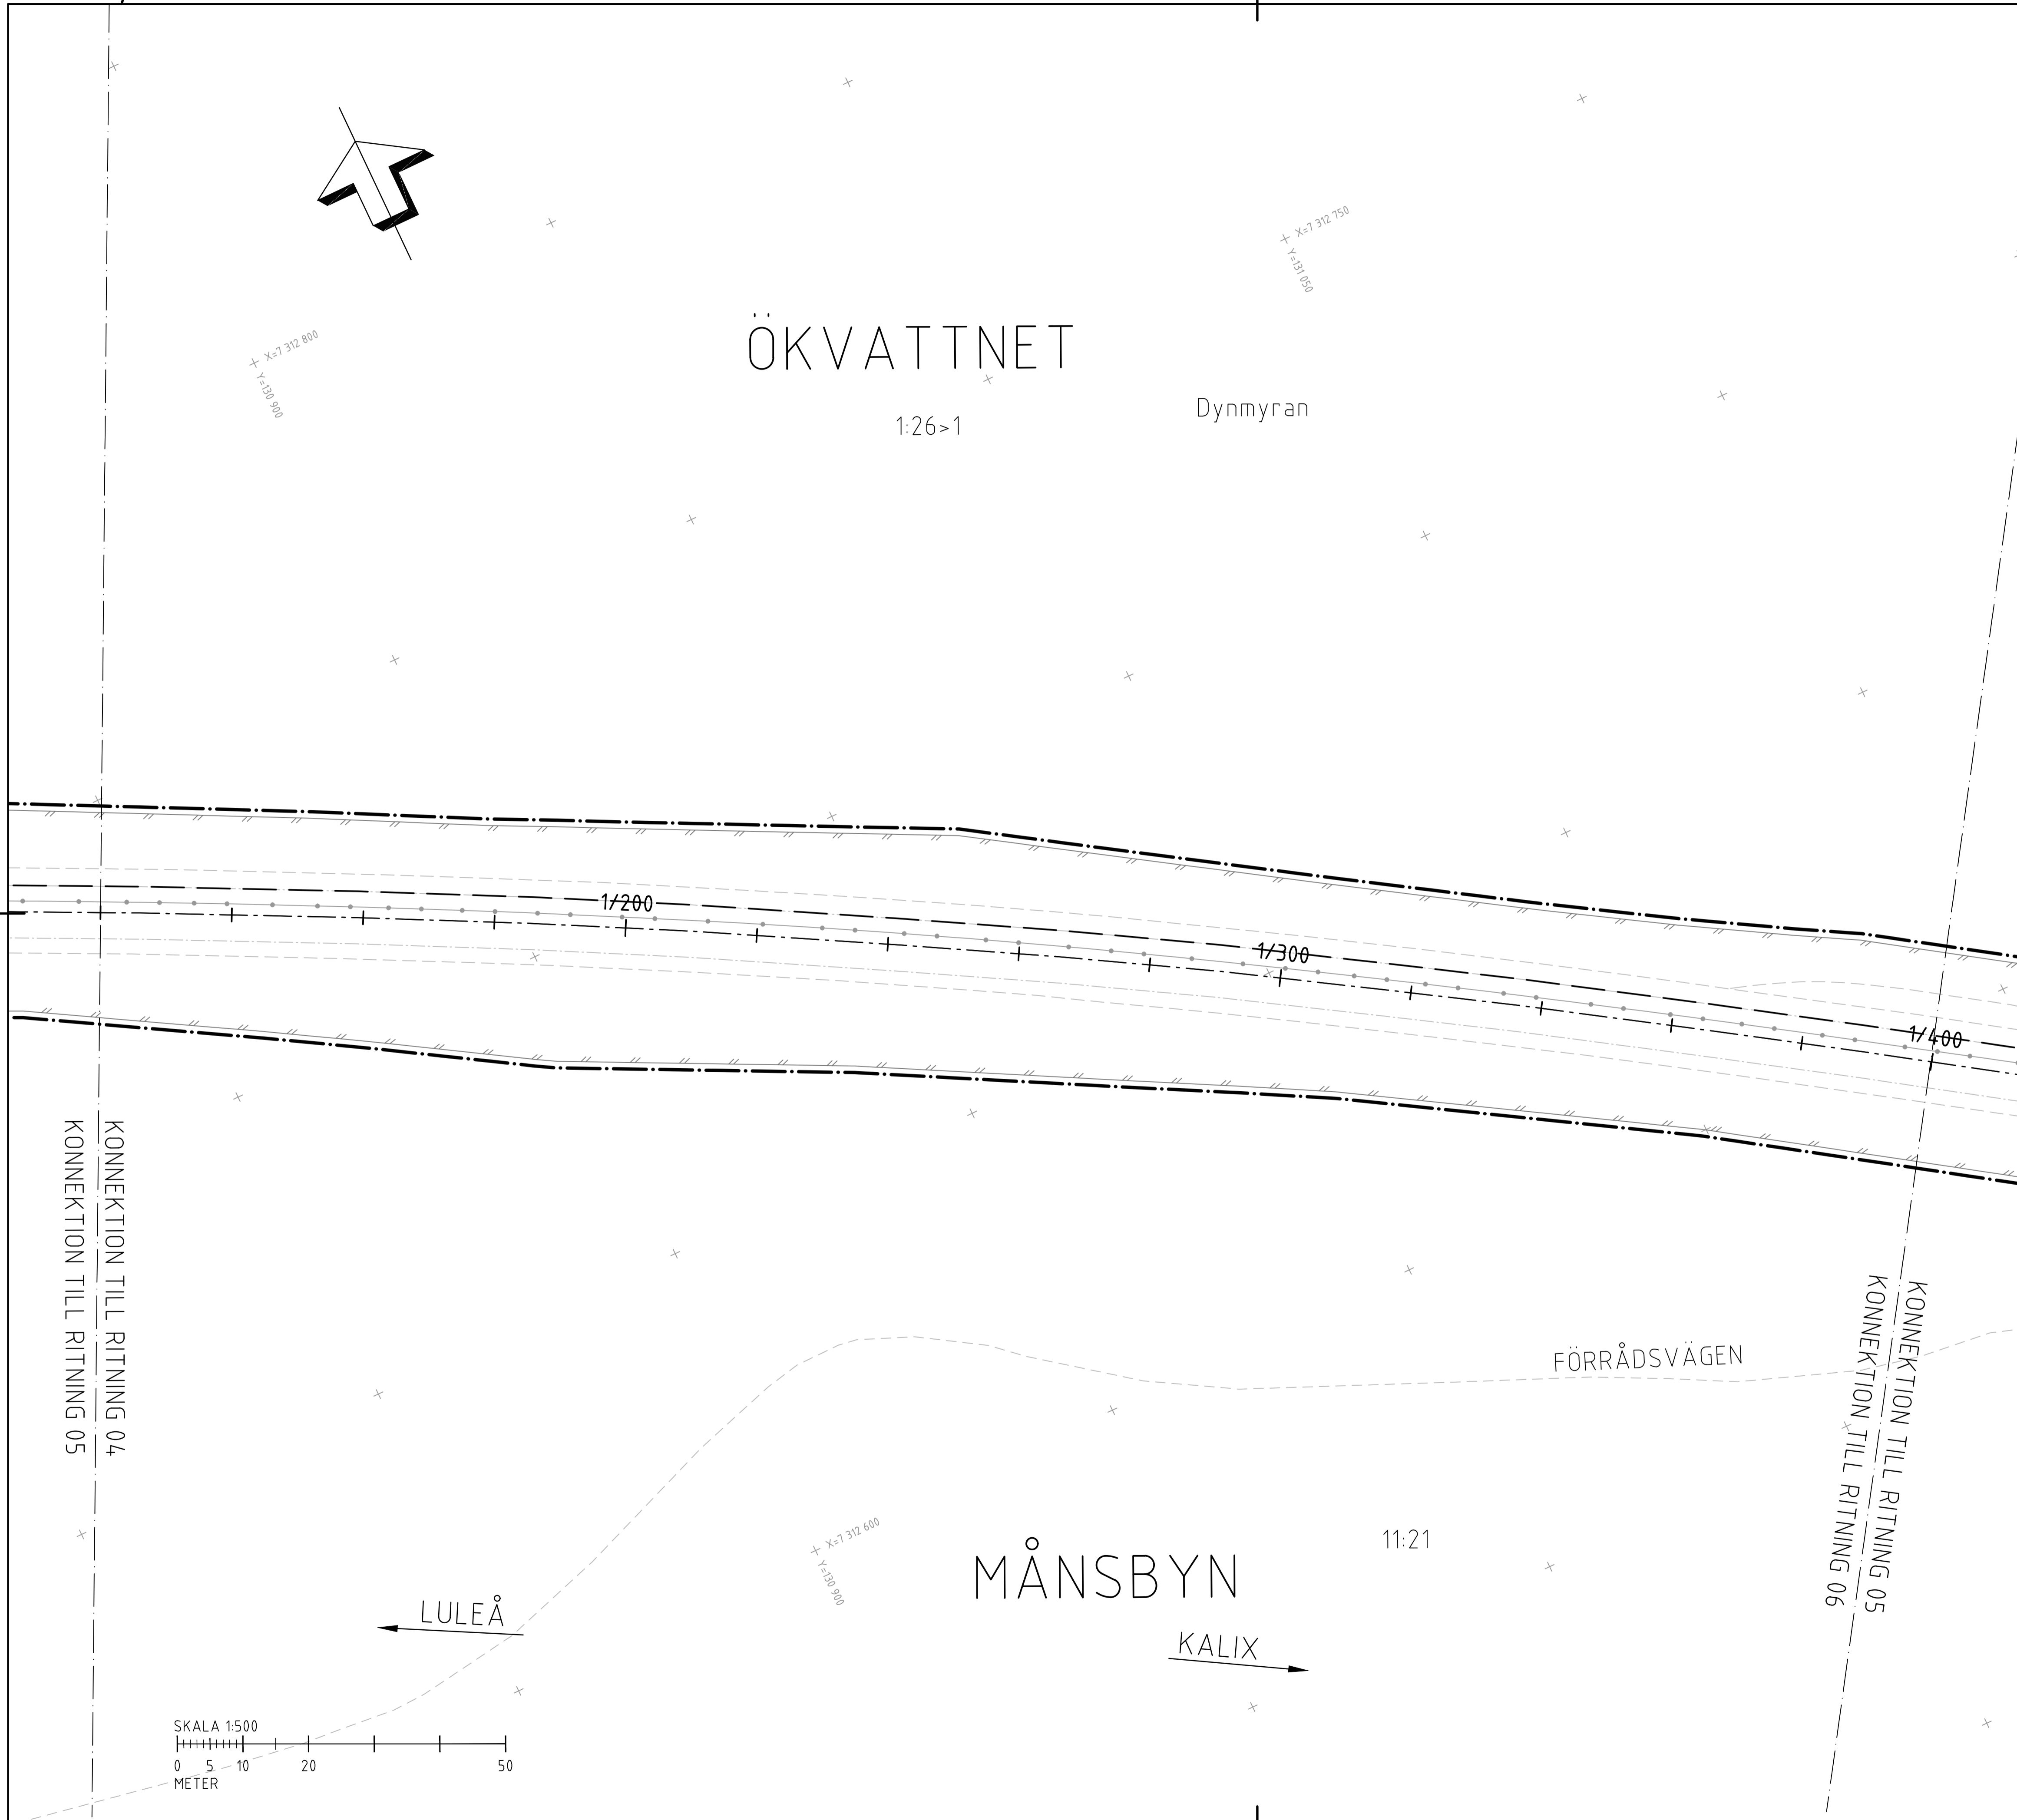 X=7 312 750
Y=131 050
X=7 312 800
Y=130 900
ÖKVATTNET
Dynmyran
1:26>1
1/200
1/300
1/400
KONNEKTION TILL RITNING 04
KONNEKTION TILL RITNING 05
KONNEKTION TILL RITNING 05
KONNEKTION TILL RITNING 06
FÖRRÅDSVÄGEN
X=7 312 600
Y=130 900
MÅNSBYN
11:21
LULEÅ
KALIX
SKALA 1:500
0 5 10 20 50
METER